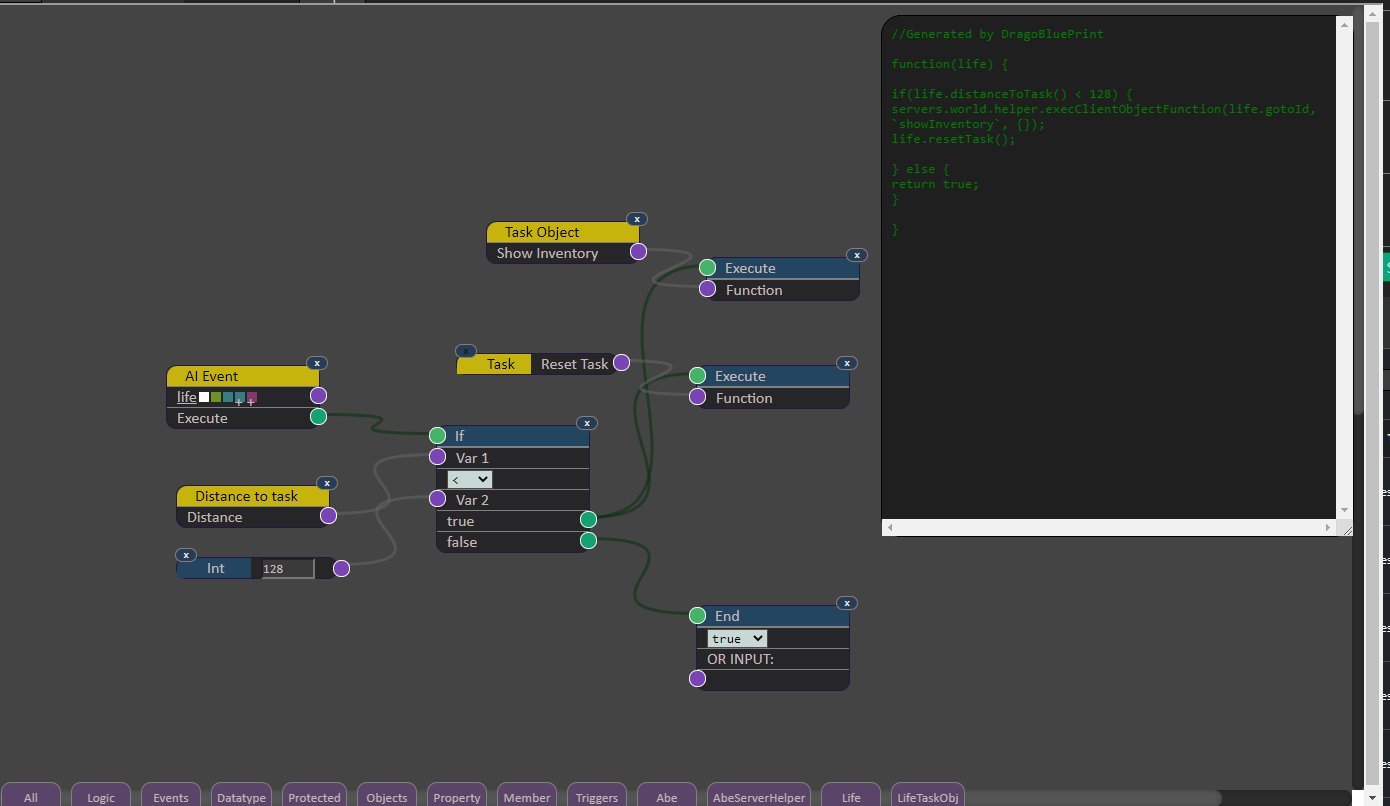 //Generated by DragoBluePrint
function(life) {
if(life.distanceToTask() < 128) {
servers.world.helper.execClientObjectFunction(life.gotoId,
`showInventory`, {});
life.resetTask();
} else {
return true;
}
}
x
Task Object
Show Inventory
x
Execute
Function
x
Task
Reset Task
x
Execute
Function
x
AI Event
life
+ +
Execute
x
If
Var 1
<
Var 2
true
false
x
Distance to task
Distance
x
Int
128
x
End
true
OR INPUT:
All
Logic
Events
Datatype
Protected
Objects
Property
Member
Triggers
Abe
AbeServerHelper
Life
LifeTaskObj